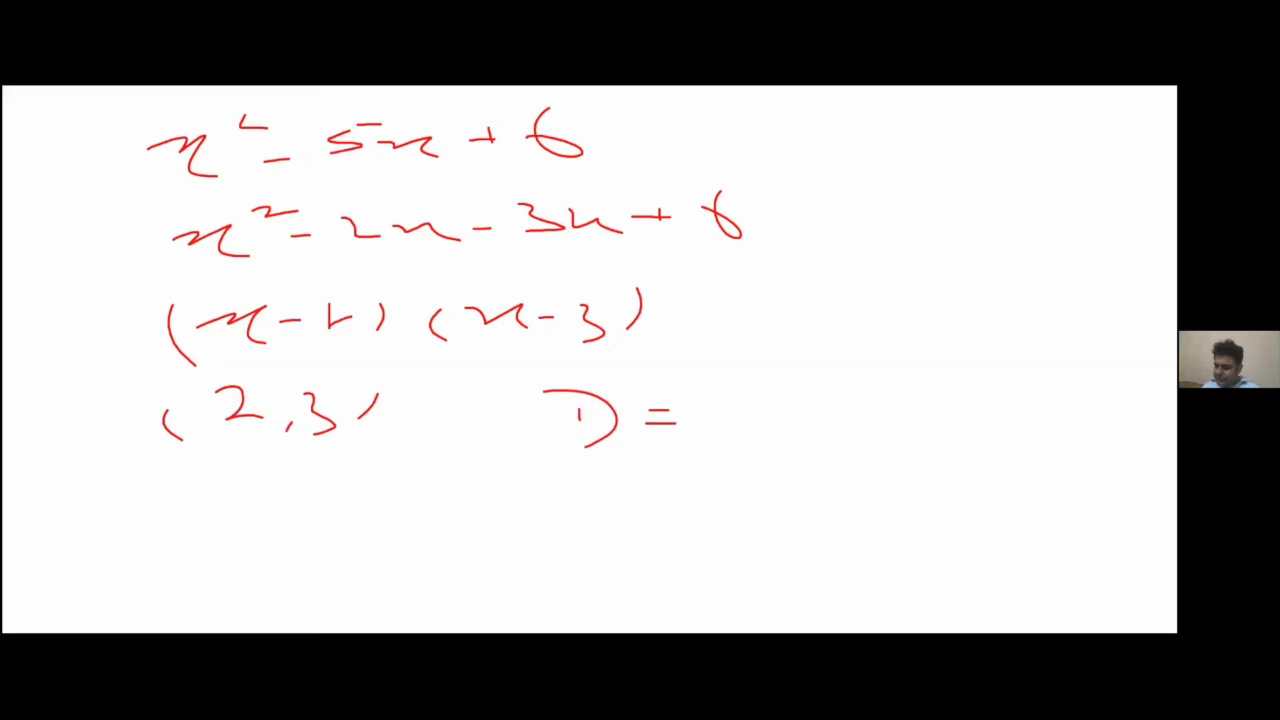 x² - 5x + 6
x² - 2x - 3x + 6
(x - 2) (x - 3)
(2, 3) D =